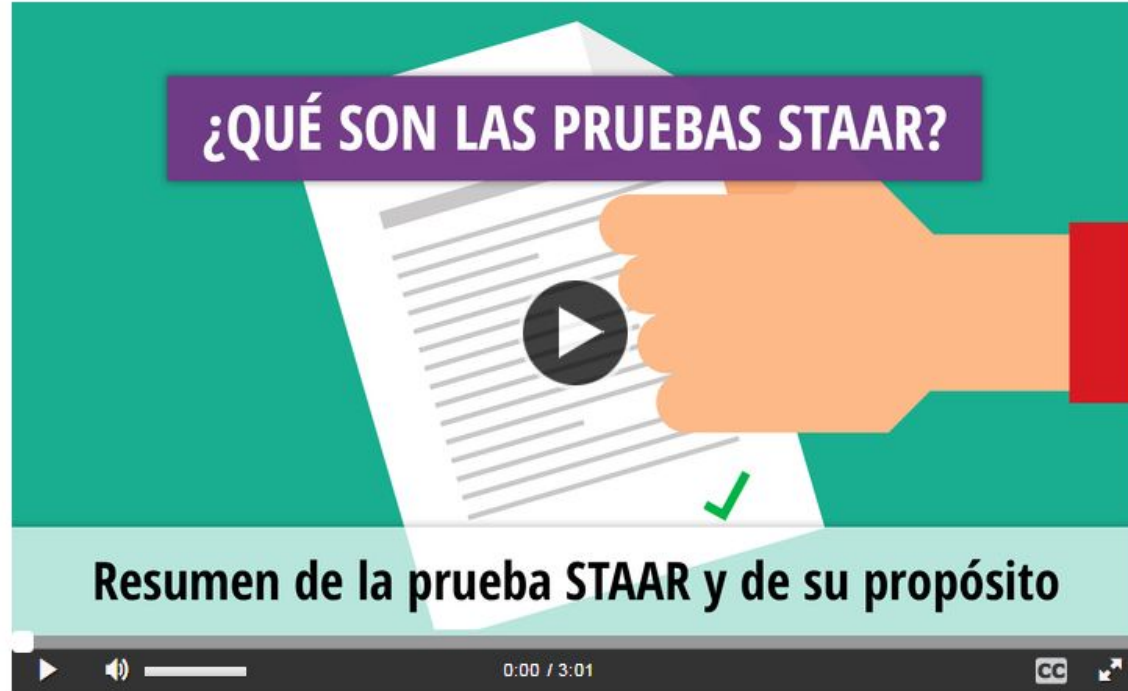 ¿QUÉ SON LAS PRUEBAS STAAR?
Resumen de la prueba STAAR y de su propósito
0:00 / 3:01
CC